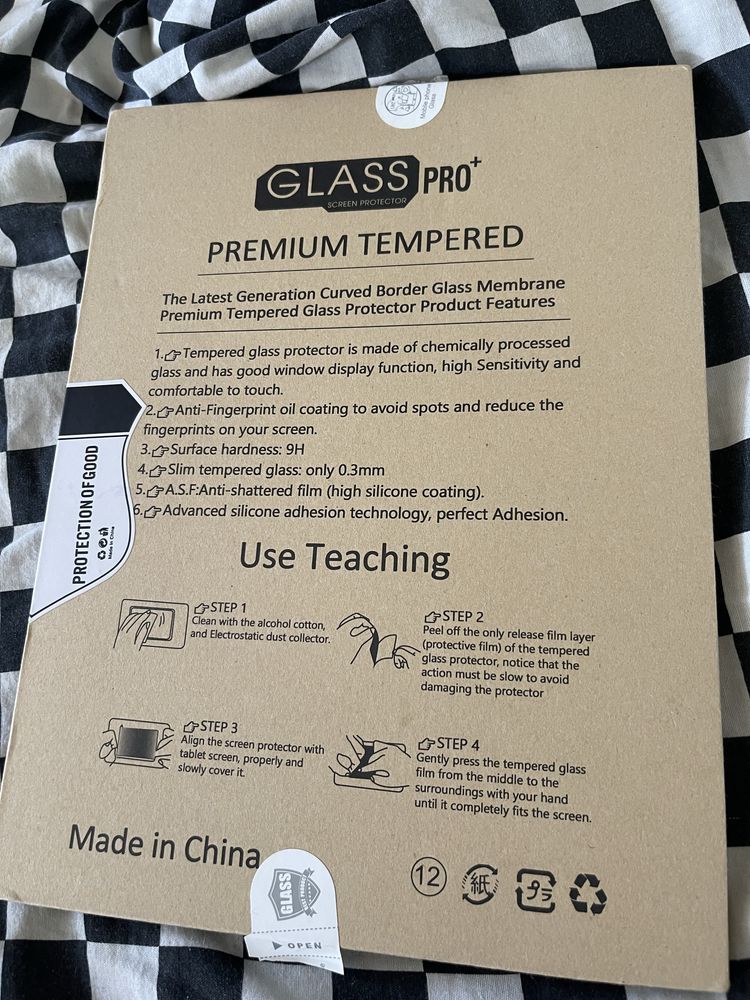 Mobile phone
Glass
GLASS PRO+
SCREEN PROTECTOR
PREMIUM TEMPERED
The Latest Generation Curved Border Glass Membrane
Premium Tempered Glass Protector Product Features
1.👉Tempered glass protector is made of chemically processed
glass and has good window display function, high Sensitivity and
comfortable to touch.
2.👉Anti-Fingerprint oil coating to avoid spots and reduce the
fingerprints on your screen.
3.👉Surface hardness: 9H
4.👉Slim tempered glass: only 0.3mm
5.👉A.S.F:Anti-shattered film (high silicone coating).
6.👉Advanced silicone adhesion technology, perfect Adhesion.
PROTECTION OF GOOD
Made in China
Use Teaching
👉STEP 1
Clean with the alcohol cotton,
and Electrostatic dust collector.
👉STEP 2
Peel off the only release film layer
(protective film) of the tempered
glass protector, notice that the
action must be slow to avoid
damaging the protector
👉STEP 3
Align the screen protector with
tablet screen, properly and
slowly cover it.
👉STEP 4
Gently press the tempered glass
film from the middle to the
surroundings with your hand
until it completely fits the screen.
Made in China
12
紙
プラ
GLASS
OPEN